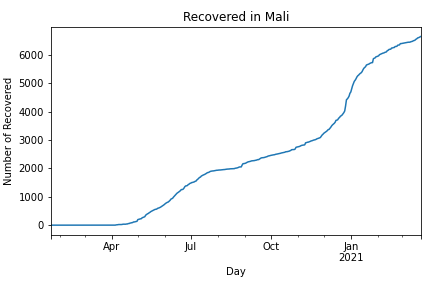 Recovered in Mali
Number of Recovered
6000
5000
4000
3000
2000
1000
0
Apr
Jul
Oct
Jan
2021
Day